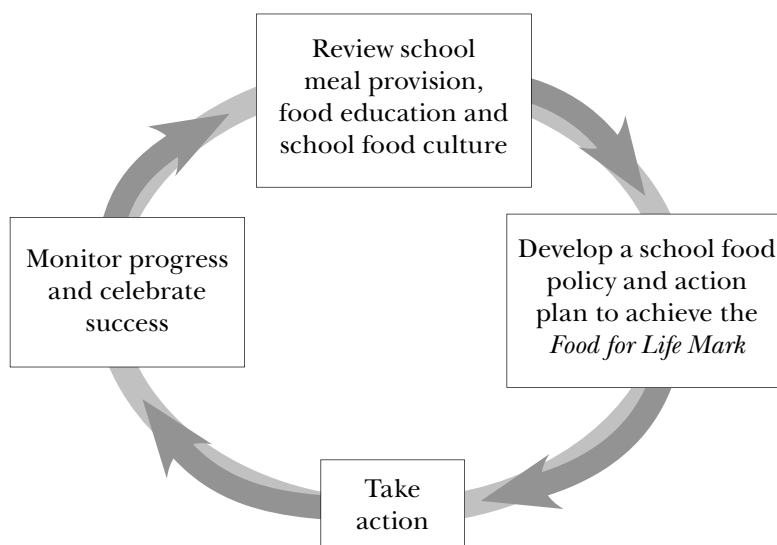 Review school
meal provision,
food education and
school food culture
Develop a school food
policy and action
plan to achieve the
Food for Life Mark
Take
action
Monitor progress
and celebrate
success